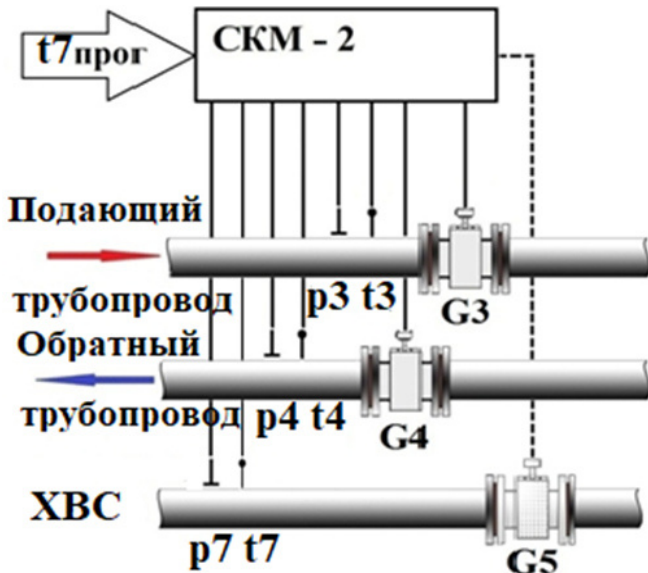 t7прог
СКМ - 2
Подающий
трубопровод
p3 t3
G3
Обратный
трубопровод
p4 t4
G4
ХВС
p7 t7
G5